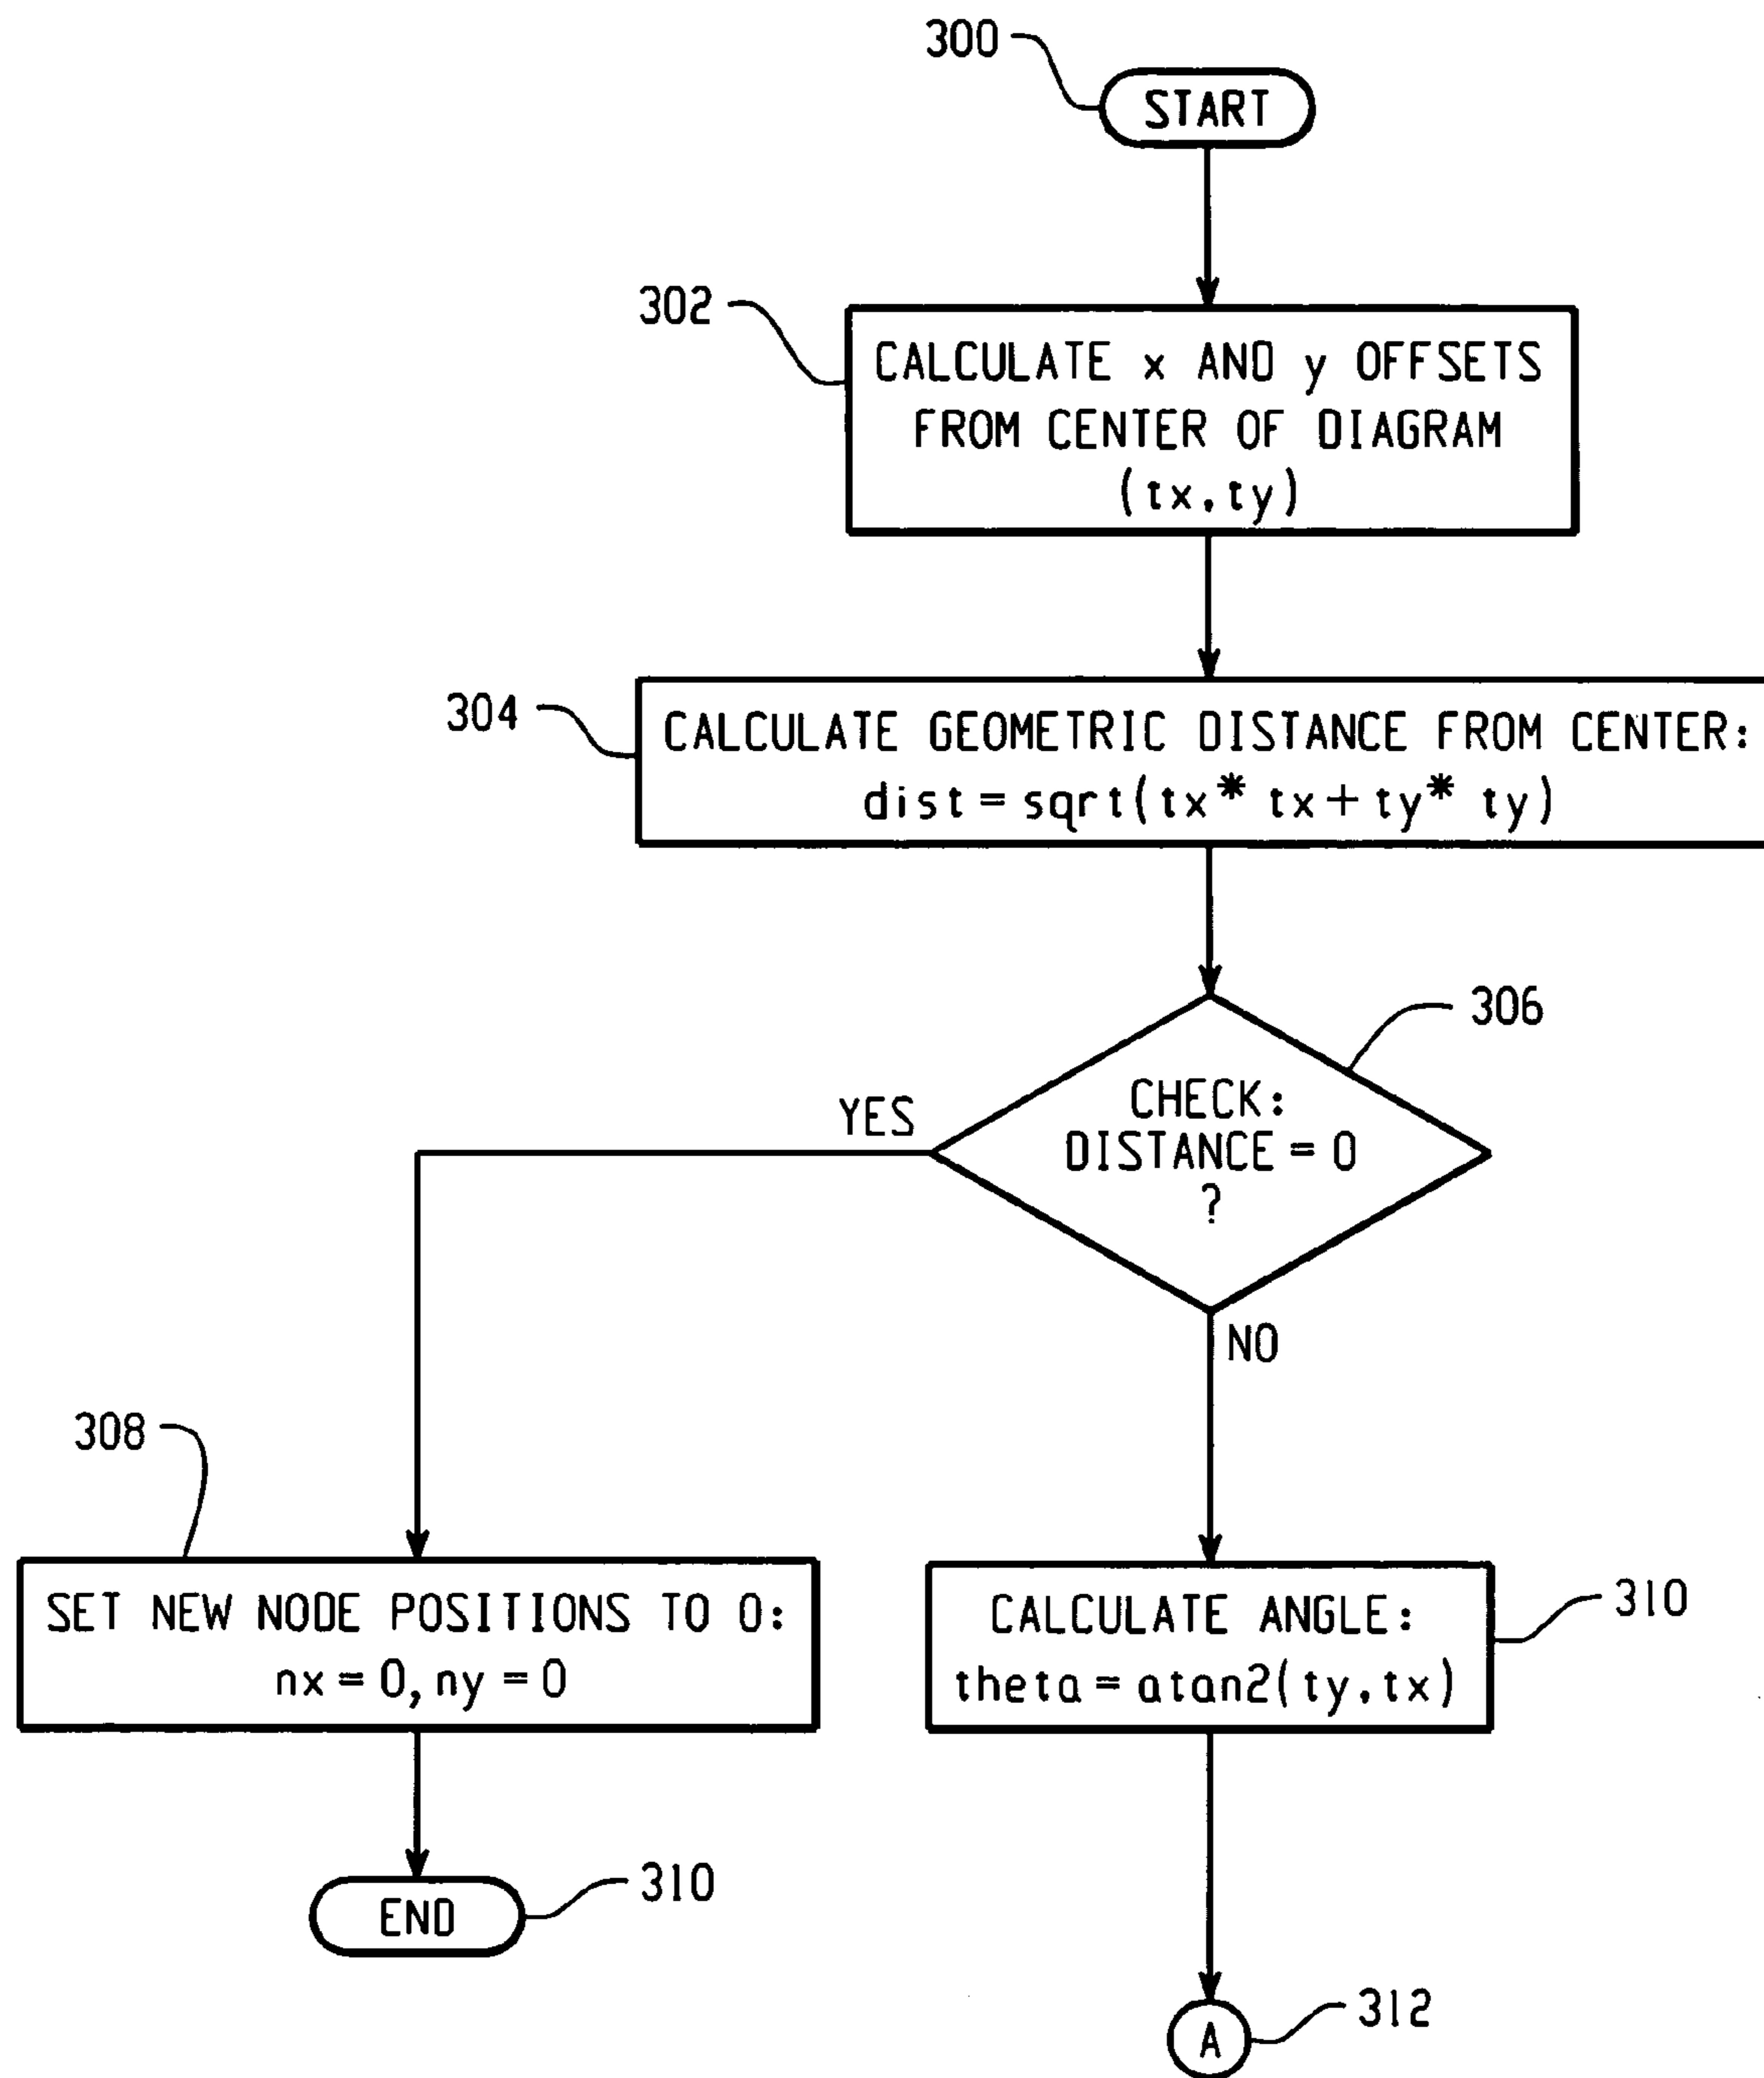 300
START
302
CALCULATE x AND y OFFSETS
FROM CENTER OF DIAGRAM
(tx,ty)
304
CALCULATE GEOMETRIC DISTANCE FROM CENTER:
dist = sqrt(tx* tx + ty* ty)
306
CHECK:
DISTANCE = 0
?
YES
NO
308
SET NEW NODE POSITIONS TO 0:
nx = 0, ny = 0
310
CALCULATE ANGLE:
theta = atan2(ty,tx)
END
310
A
312